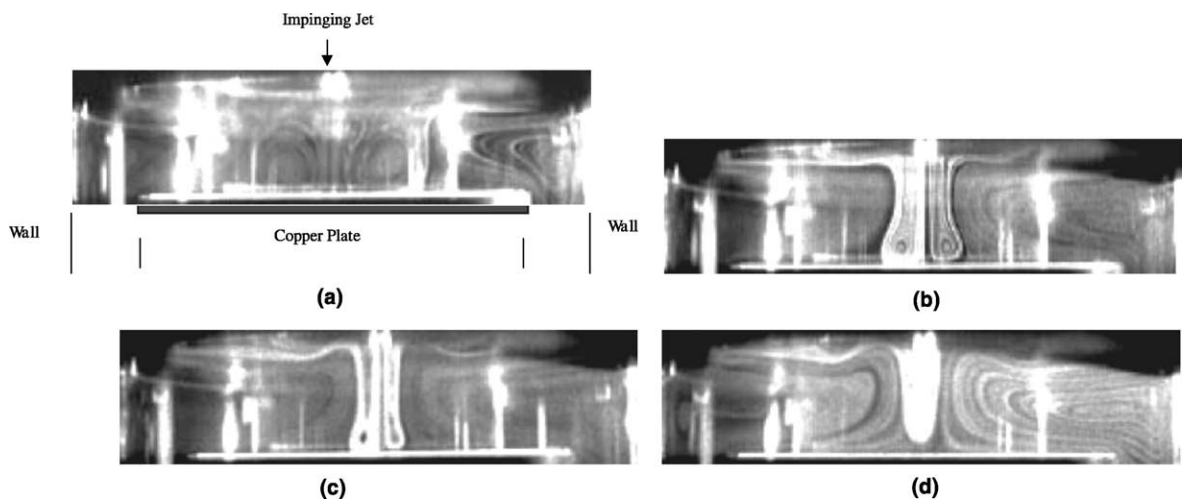 Impinging Jet
Wall
Copper Plate
Wall
(a)
(b)
(c)
(d)